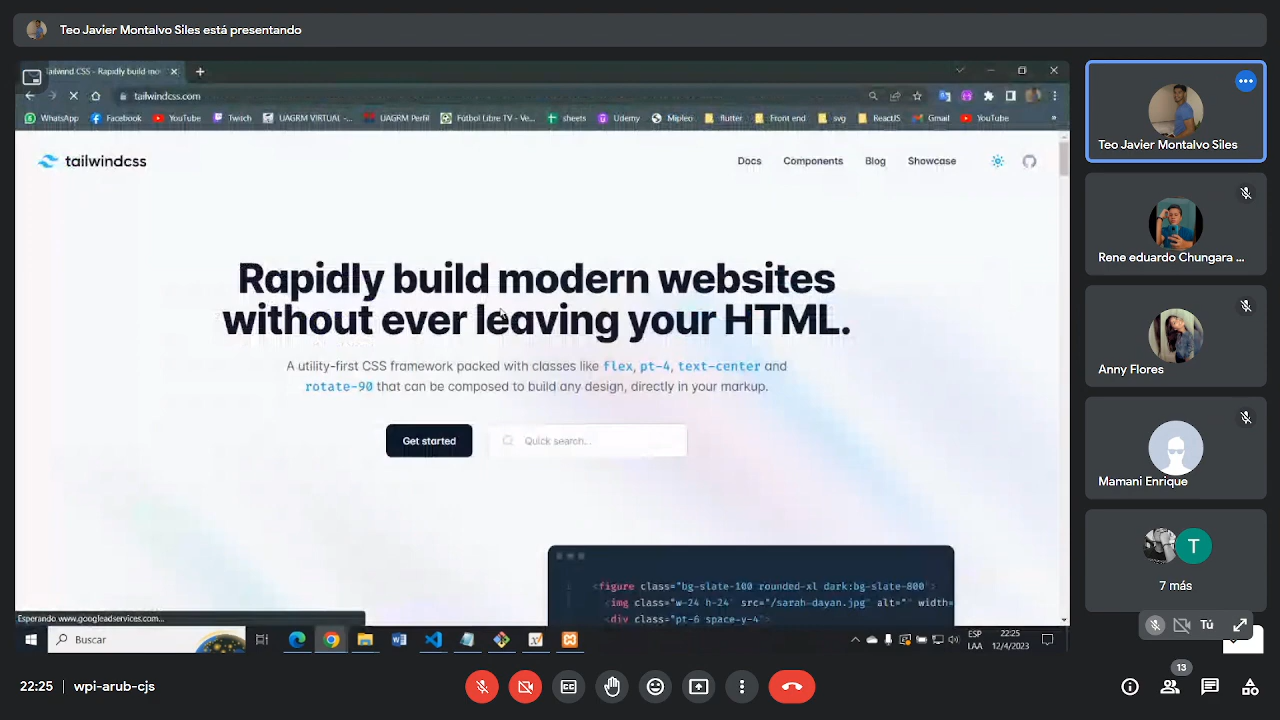 Teo Javier Montalvo Siles está presentando
Tailwind CSS - Rapidly build mo
tailwindcss.com
WhatsApp Facebook YouTube Twitch UAGRM VIRTUAL -... UAGRM Perfil Fútbol Libre TV - Ve... sheets Udemy Mipleo flutter Front end svg ReactJS Gmail YouTube »
tailwindcss
Docs Components Blog Showcase
Rapidly build modern websites
without ever leaving your HTML.
A utility-first CSS framework packed with classes like flex, pt-4, text-center and
rotate-90 that can be composed to build any design, directly in your markup.
Get started
Quick search...
1 <figure class="bg-slate-100 rounded-xl dark:bg-slate-800">
<img class="w-24 h-24" src="/sarah-dayan.jpg" alt="" width=
<div class="pt-6 space-y-4">
Esperando www.googleadservices.com...
Buscar
ESP
LAA
22:25
12/4/2023
Teo Javier Montalvo Siles
Rene eduardo Chungara ...
Anny Flores
Mamani Enrique
T
7 más
Tú
22:25 | wpi-arub-cjs
13